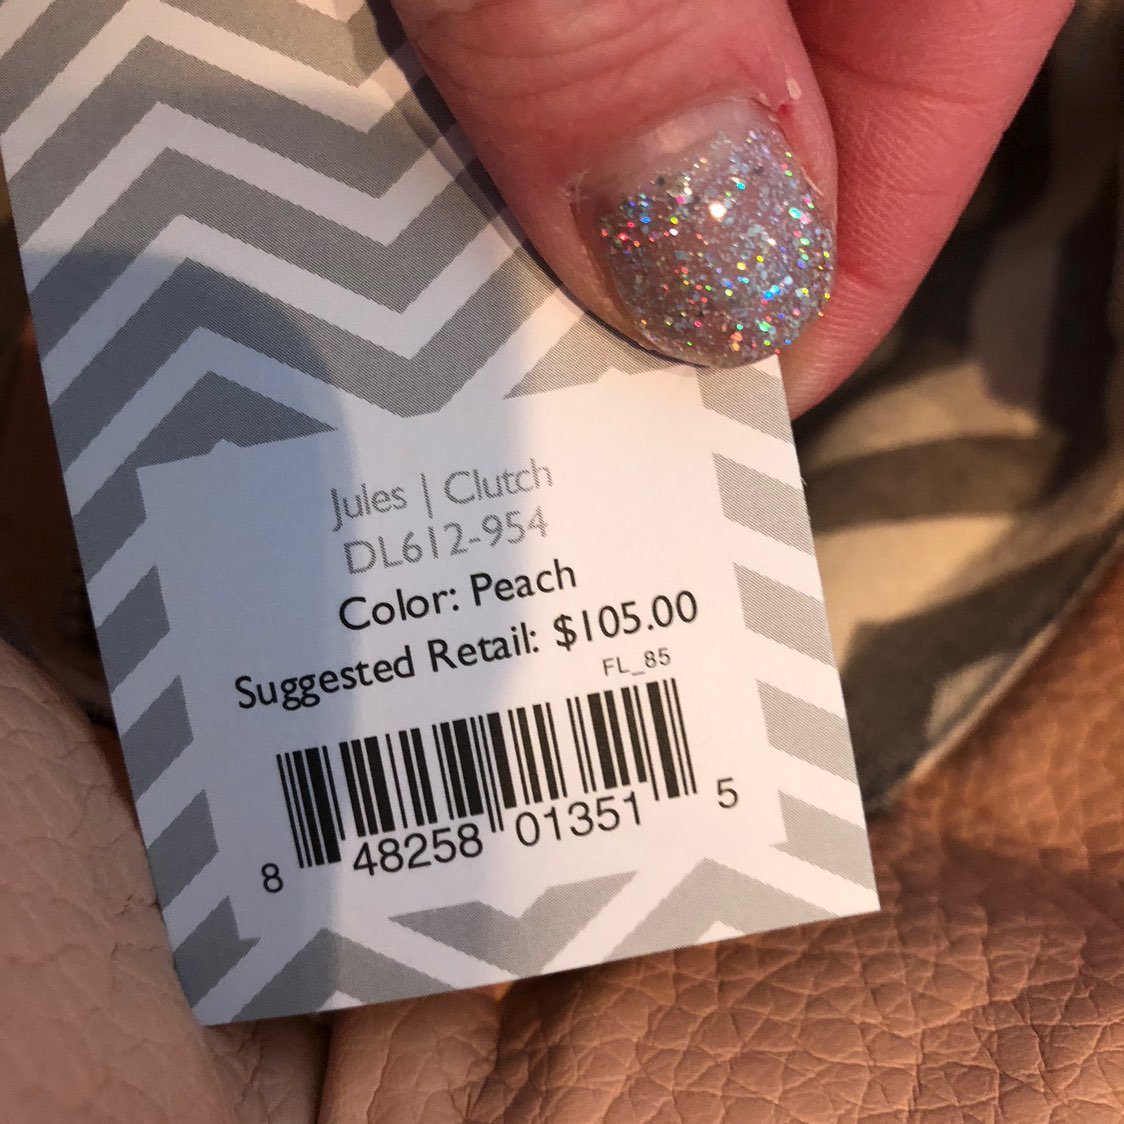 Jules | Clutch
DL612-954
Color: Peach
Suggested Retail: $105.00
FL_85
8 48258 01351 5